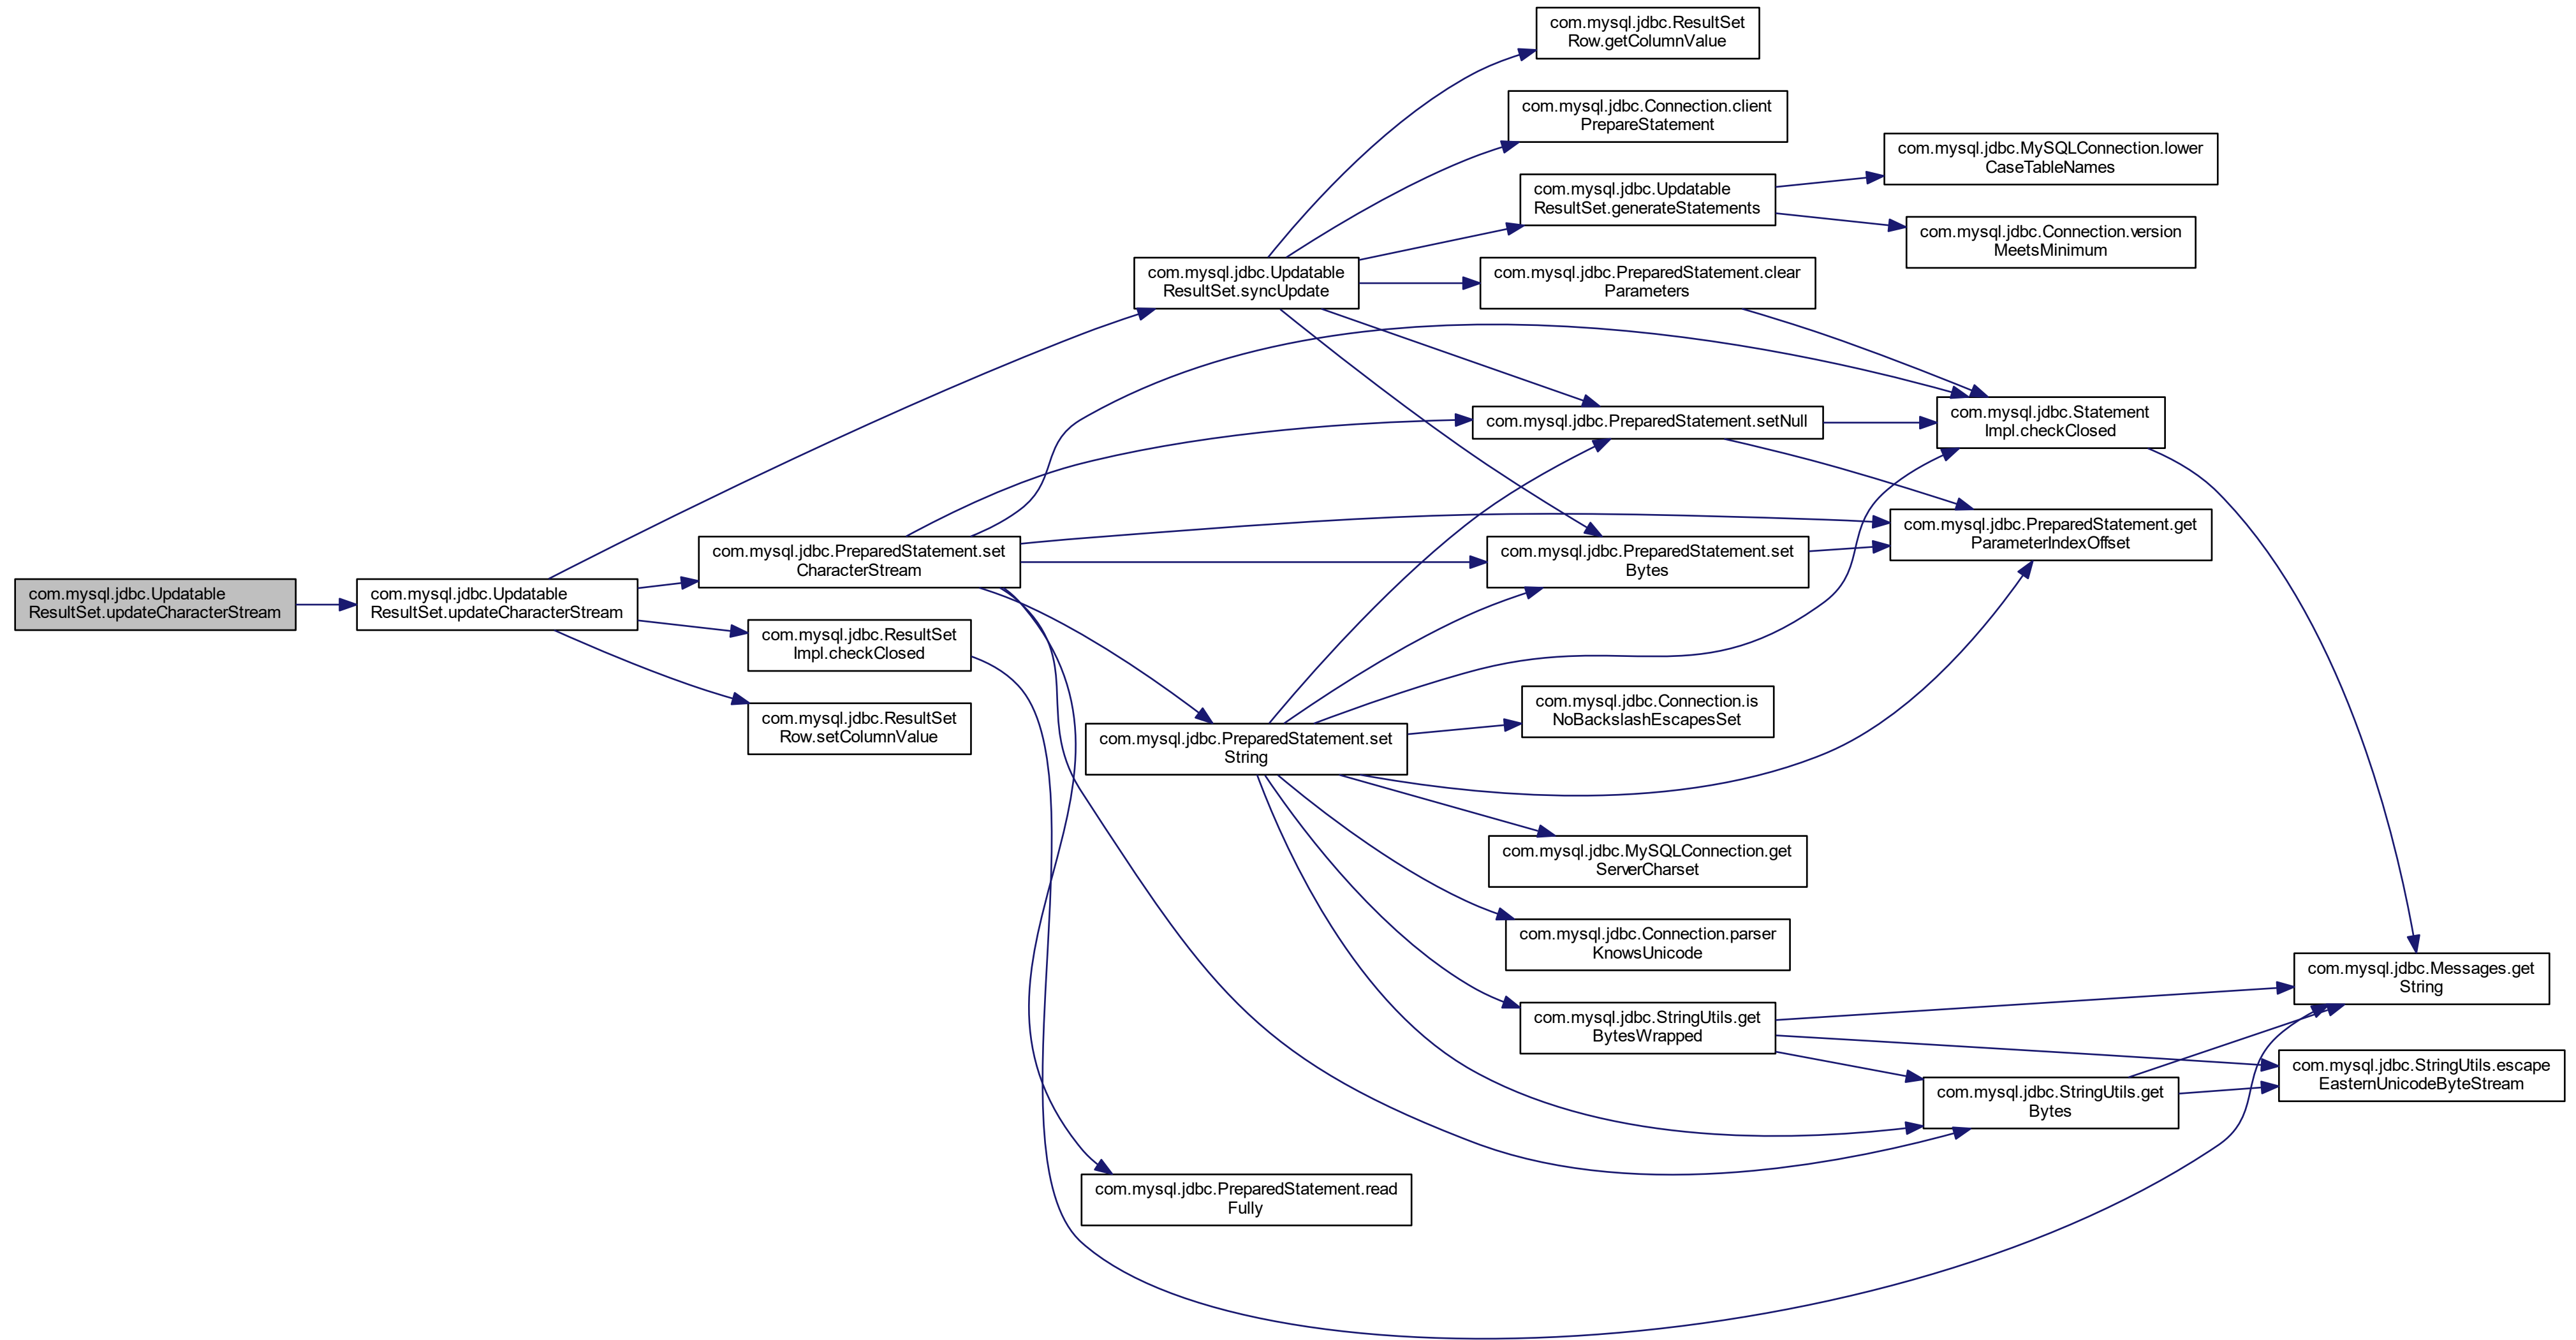 com.mysql.jdbc.Updatable
ResultSet.updateCharacterStream
com.mysql.jdbc.Updatable
ResultSet.updateCharacterStream
com.mysql.jdbc.Updatable
ResultSet.syncUpdate
com.mysql.jdbc.PreparedStatement.set
CharacterStream
com.mysql.jdbc.ResultSet
Impl.checkClosed
com.mysql.jdbc.ResultSet
Row.setColumnValue
com.mysql.jdbc.ResultSet
Row.getColumnValue
com.mysql.jdbc.Connection.client
PrepareStatement
com.mysql.jdbc.Updatable
ResultSet.generateStatements
com.mysql.jdbc.PreparedStatement.clear
Parameters
com.mysql.jdbc.PreparedStatement.setNull
com.mysql.jdbc.PreparedStatement.set
Bytes
com.mysql.jdbc.MySQLConnection.lower
CaseTableNames
com.mysql.jdbc.Connection.version
MeetsMinimum
com.mysql.jdbc.Statement
Impl.checkClosed
com.mysql.jdbc.PreparedStatement.get
ParameterIndexOffset
com.mysql.jdbc.PreparedStatement.set
String
com.mysql.jdbc.Connection.is
NoBackslashEscapesSet
com.mysql.jdbc.MySQLConnection.get
ServerCharset
com.mysql.jdbc.Connection.parser
KnowsUnicode
com.mysql.jdbc.StringUtils.get
BytesWrapped
com.mysql.jdbc.StringUtils.get
Bytes
com.mysql.jdbc.Messages.get
String
com.mysql.jdbc.StringUtils.escape
EasternUnicodeByteStream
com.mysql.jdbc.PreparedStatement.read
Fully